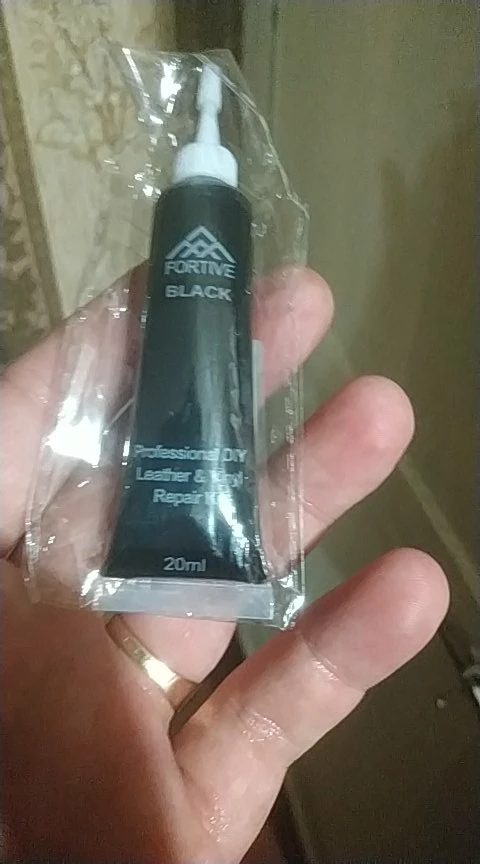 FORTIVE
BLACK
Professional DIY
Leather & Vinyl
Repair Kit
20ml